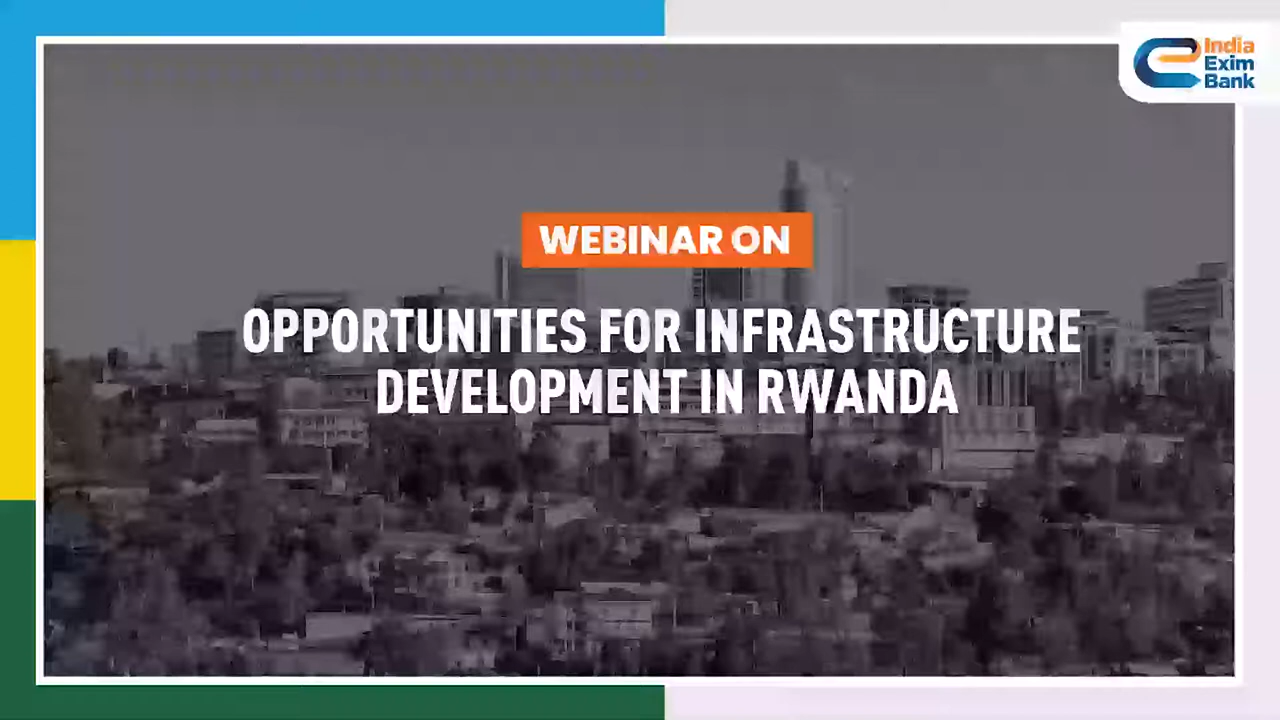 India
Exim
Bank
WEBINAR ON
OPPORTUNITIES FOR INFRASTRUCTURE
DEVELOPMENT IN RWANDA